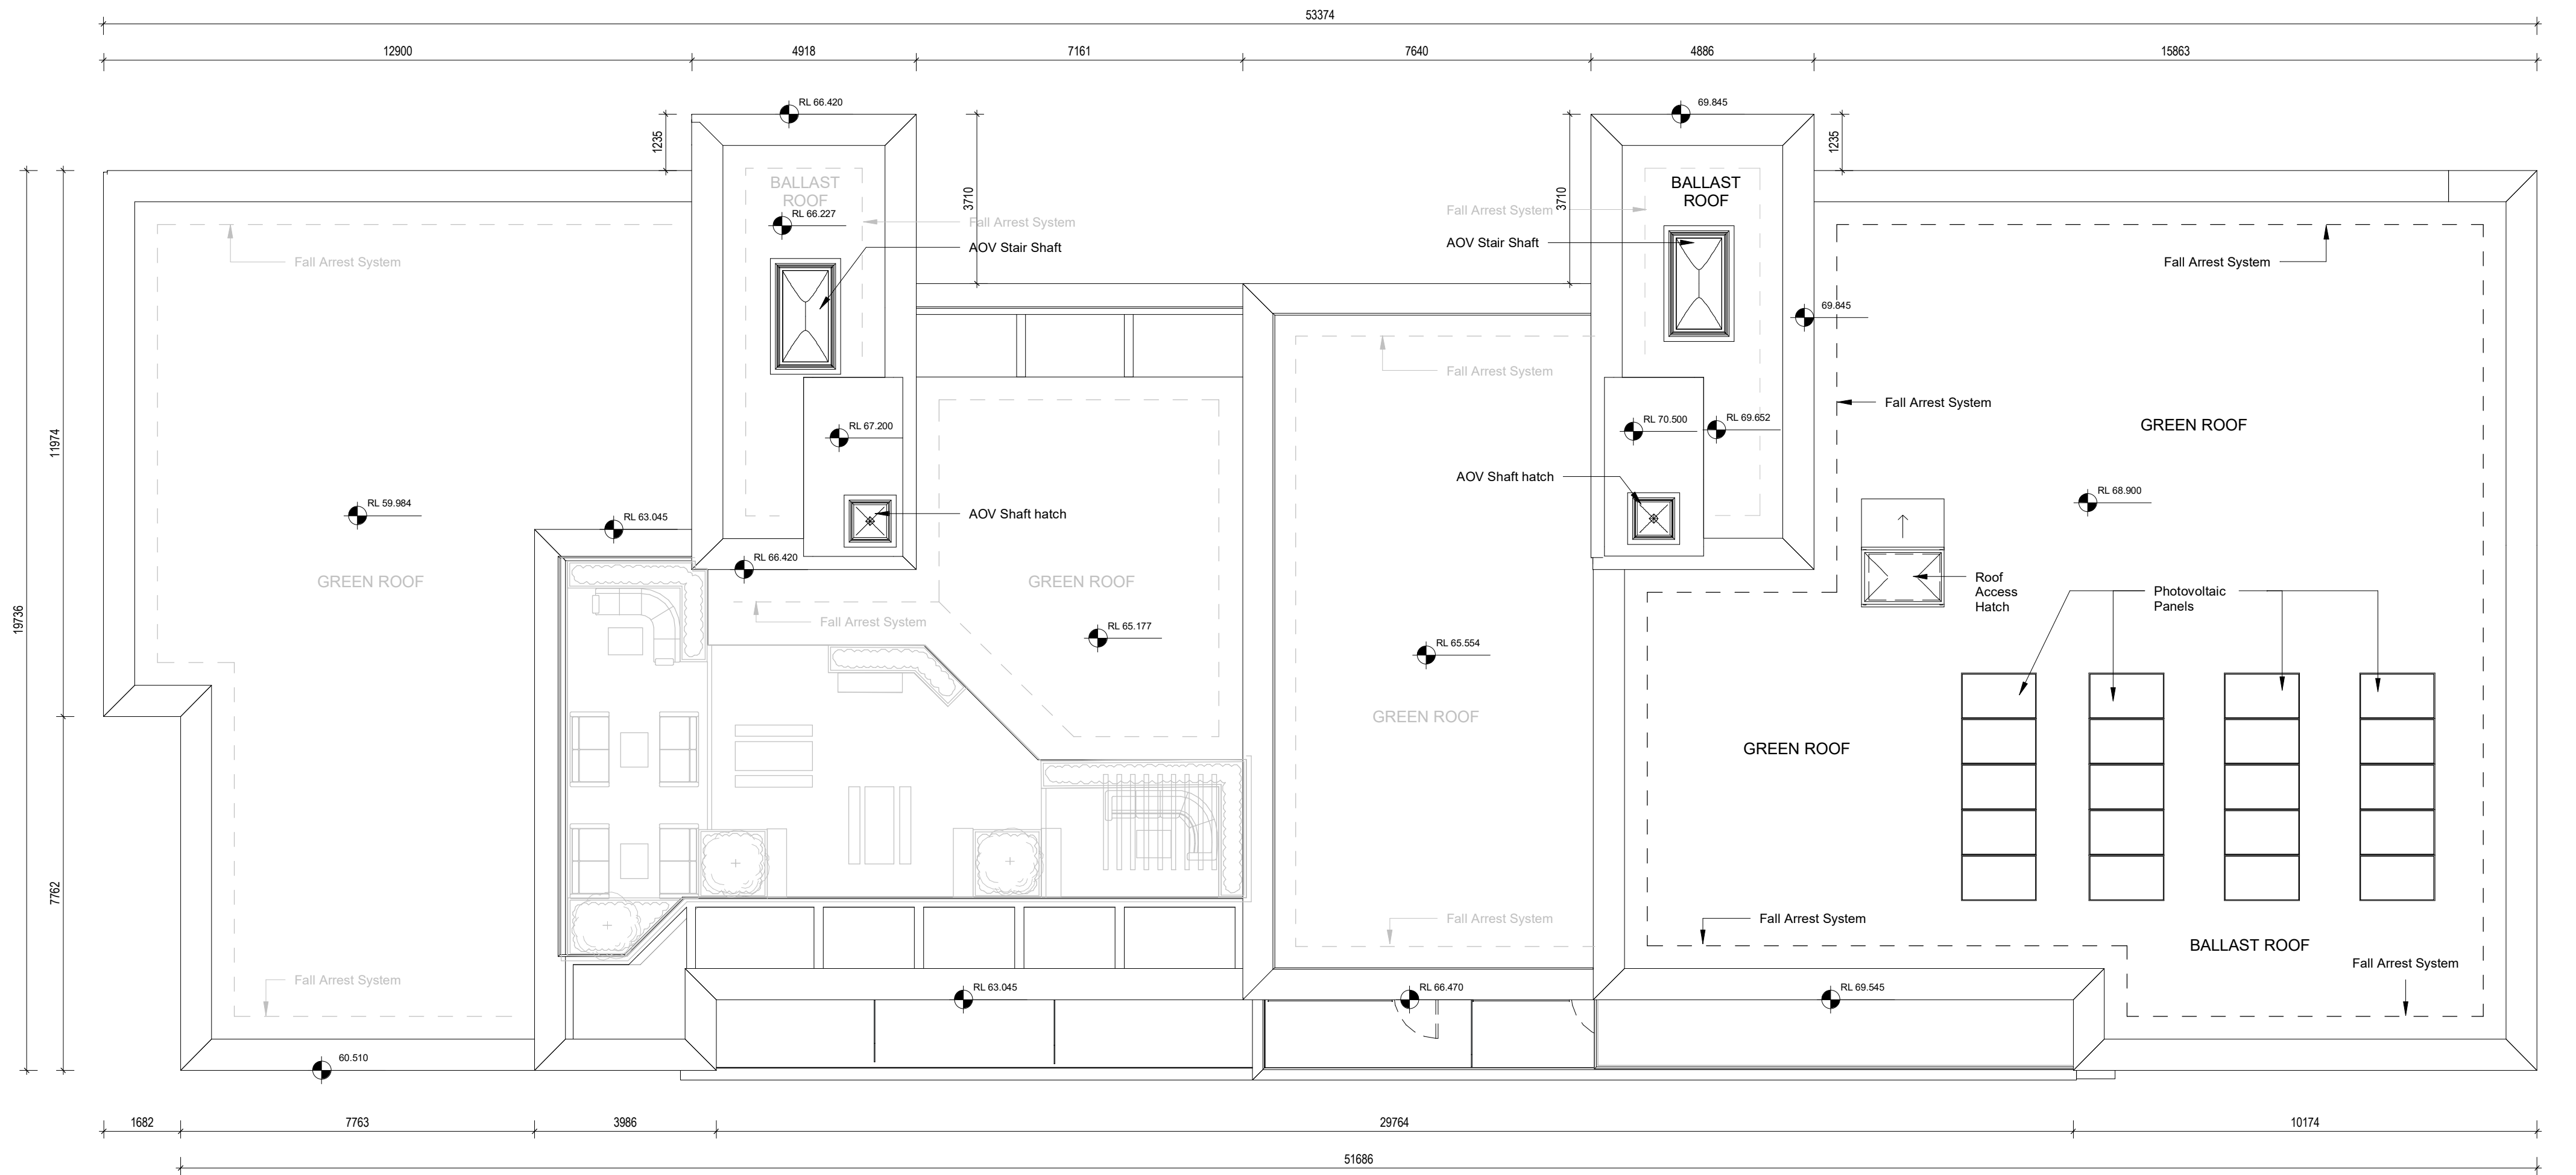 53374
12900
4918
7161
7640
4886
15863
RL 66.420
69.845
1235
3710
3710
1235
BALLAST
ROOF
RL 66.227
Fall Arrest System
AOV Stair Shaft
Fall Arrest System
BALLAST
ROOF
AOV Stair Shaft
Fall Arrest System
Fall Arrest System
69.845
Fall Arrest System
Fall Arrest System
GREEN ROOF
RL 67.200
RL 70.500
RL 69.652
11974
AOV Shaft hatch
RL 59.984
RL 63.045
AOV Shaft hatch
RL 68.900
RL 66.420
GREEN ROOF
GREEN ROOF
Roof
Access
Hatch
Photovoltaic
Panels
19736
Fall Arrest System
RL 65.177
RL 65.554
GREEN ROOF
GREEN ROOF
7762
Fall Arrest System
Fall Arrest System
BALLAST ROOF
Fall Arrest System
Fall Arrest System
RL 63.045
RL 66.470
RL 69.545
60.510
1682
7763
3986
29764
10174
51686